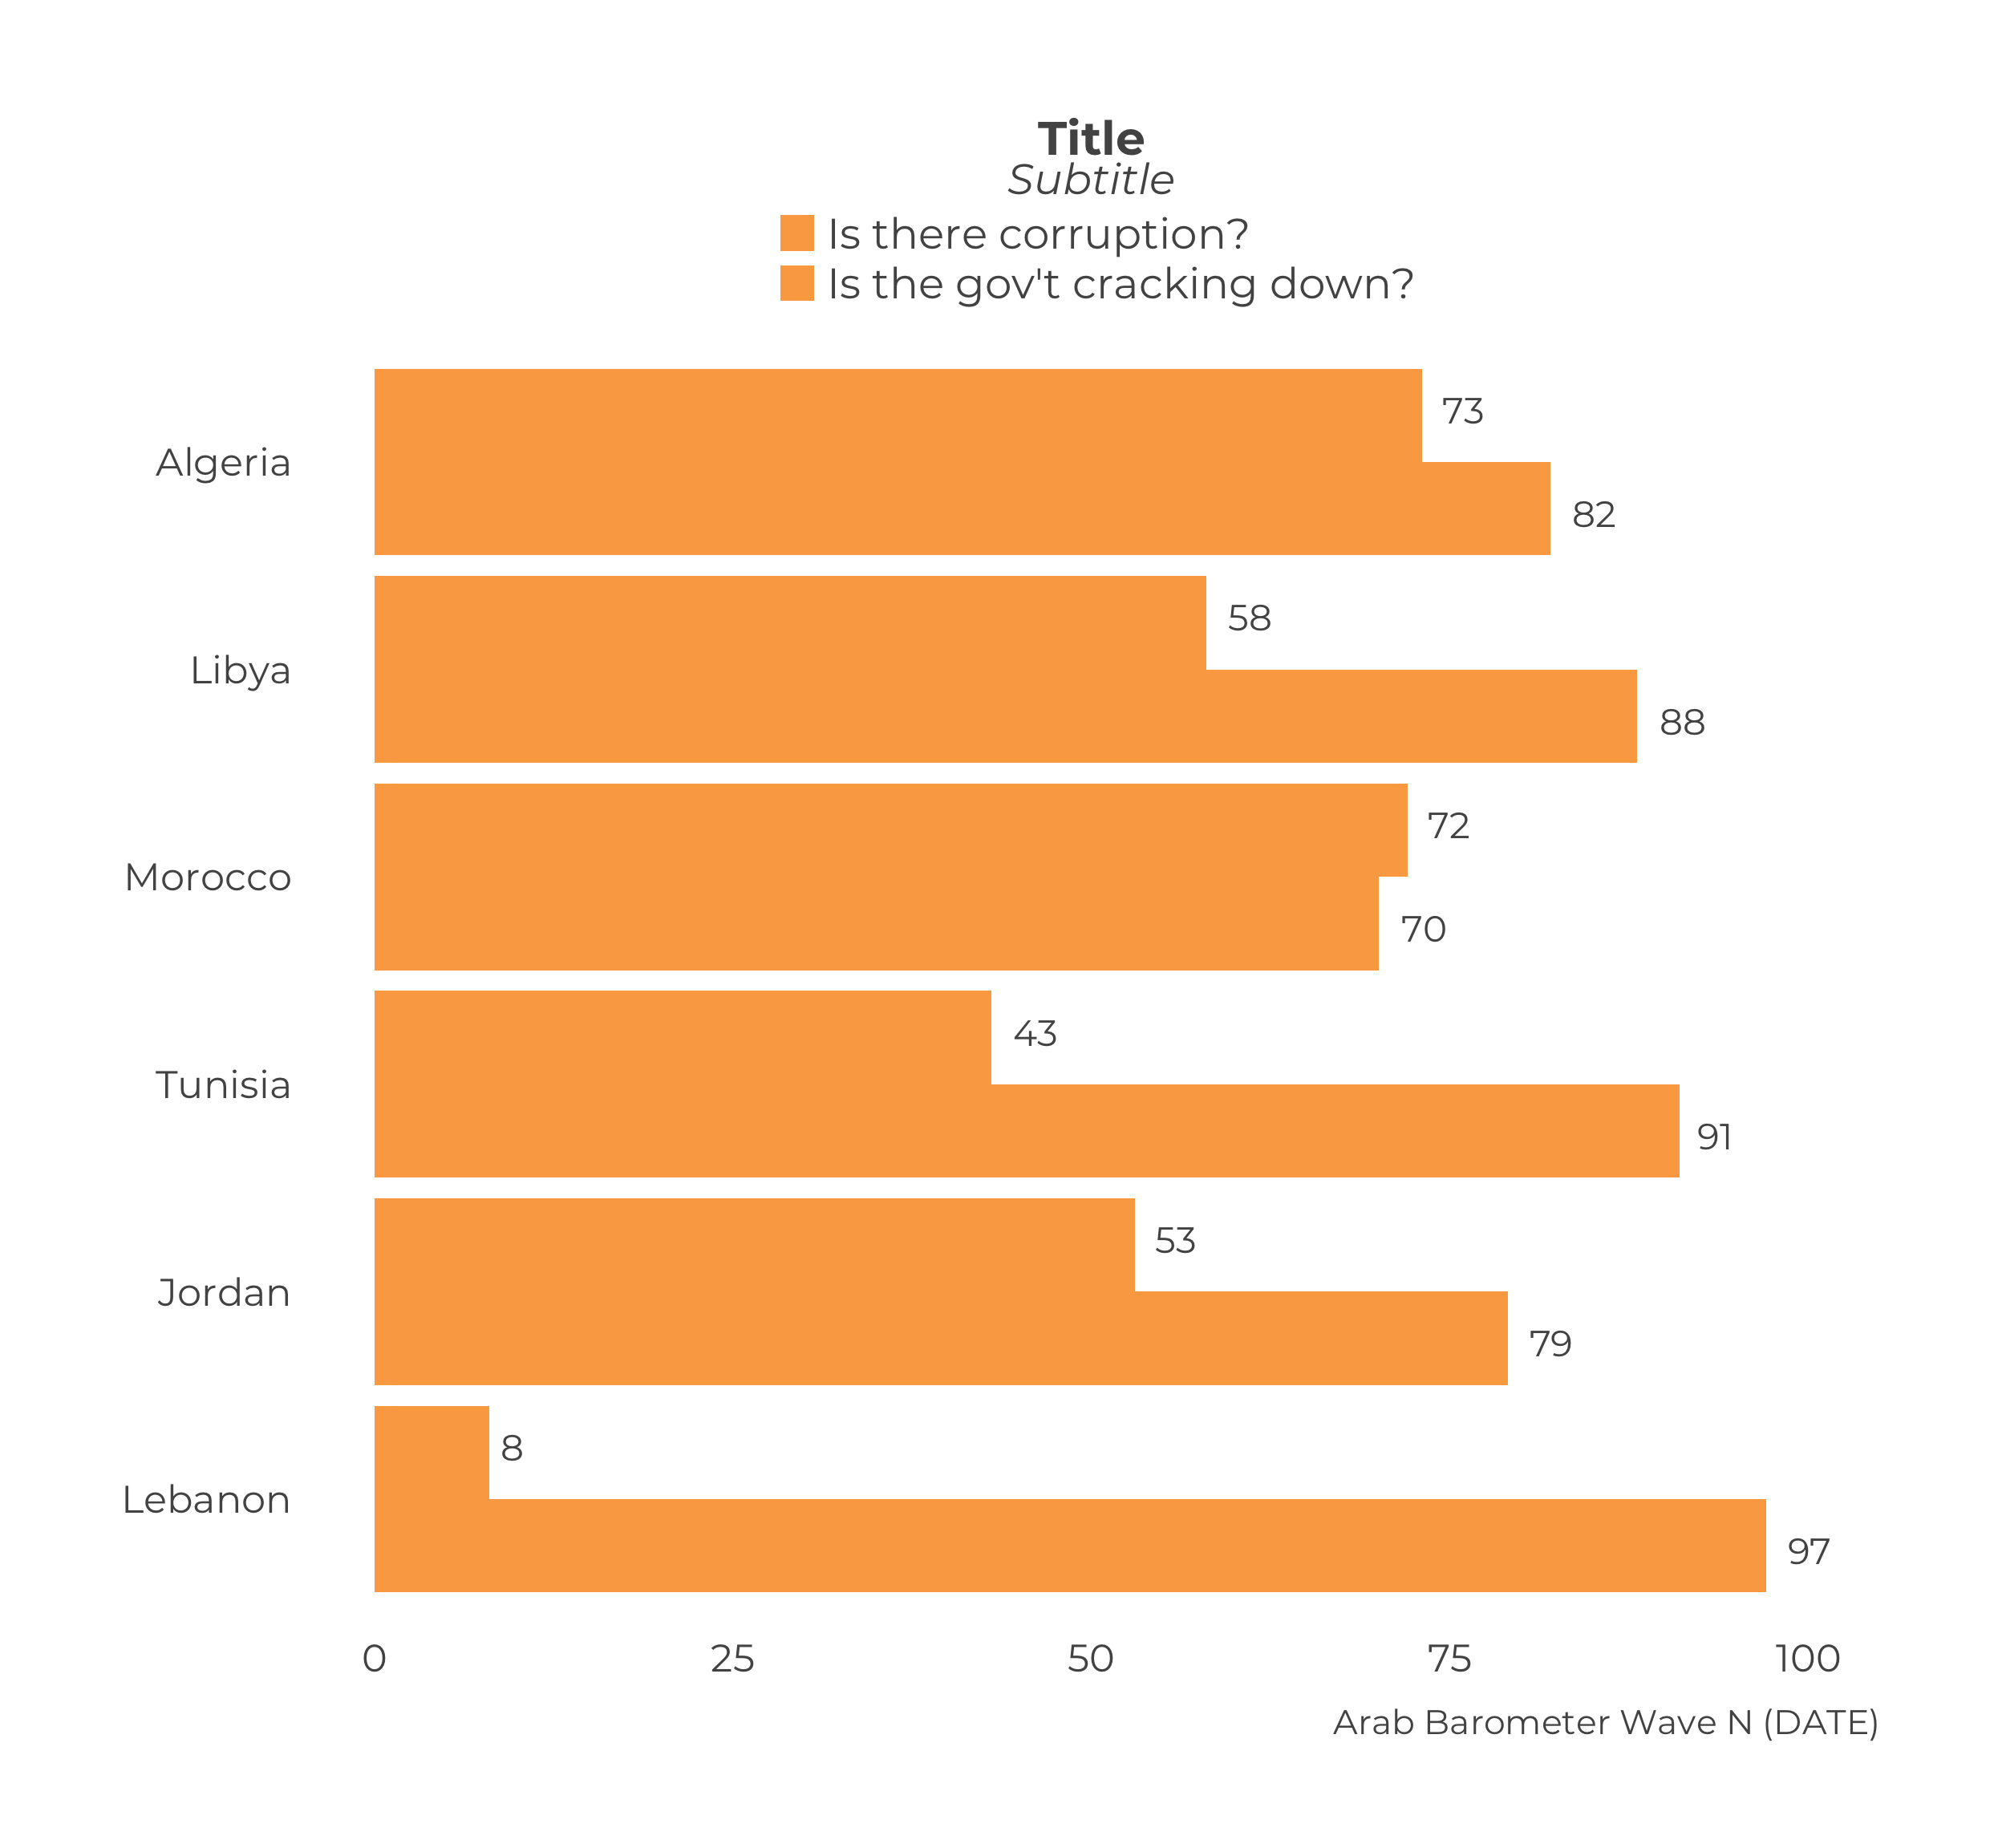 Title
Subtitle
Is there corruption?
Is the gov't cracking down?
73
Algeria
82
58
Libya
88
72
Morocco
70
43
Tunisia
91
53
Jordan
79
8
Lebanon
97
0 25 50 75 100
Arab Barometer Wave N (DATE)